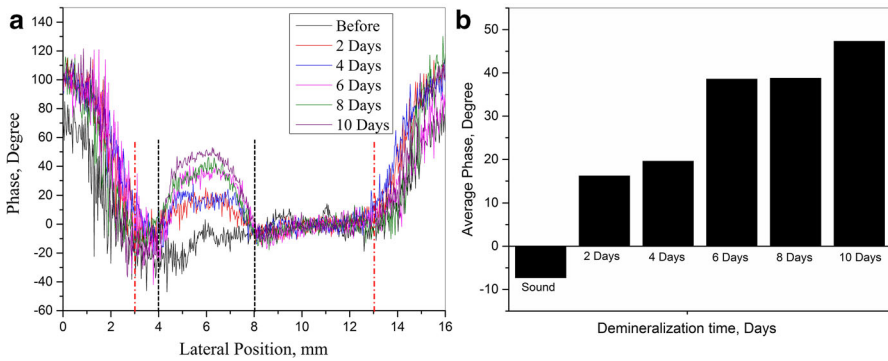 a
Before
2 Days
4 Days
6 Days
8 Days
10 Days
140
120
100
80
60
40
20
0
-20
-40
-60
Phase, Degree
0 2 4 6 8 10 12 14 16
Lateral Position, mm
b
50
40
30
20
10
0
-10
Average Phase, Degree
Sound
2 Days
4 Days
6 Days
8 Days
10 Days
Demineralization time, Days